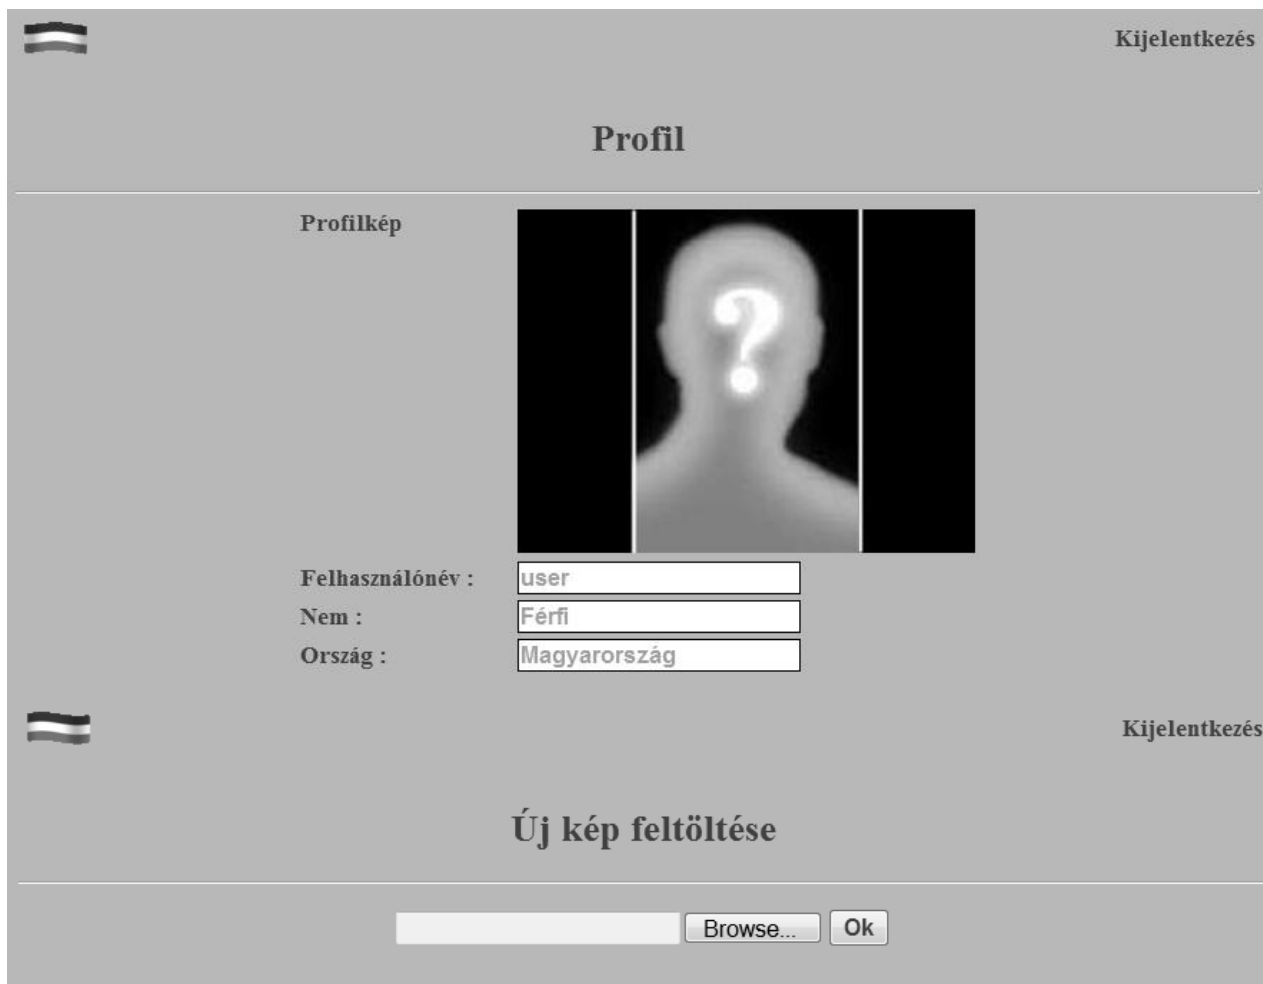 Kijelentkezés
Profil
Profilkép
?
Felhasználónév : user
Nem : Férfi
Ország : Magyarország
Kijelentkezés
Új kép feltöltése
Browse... Ok